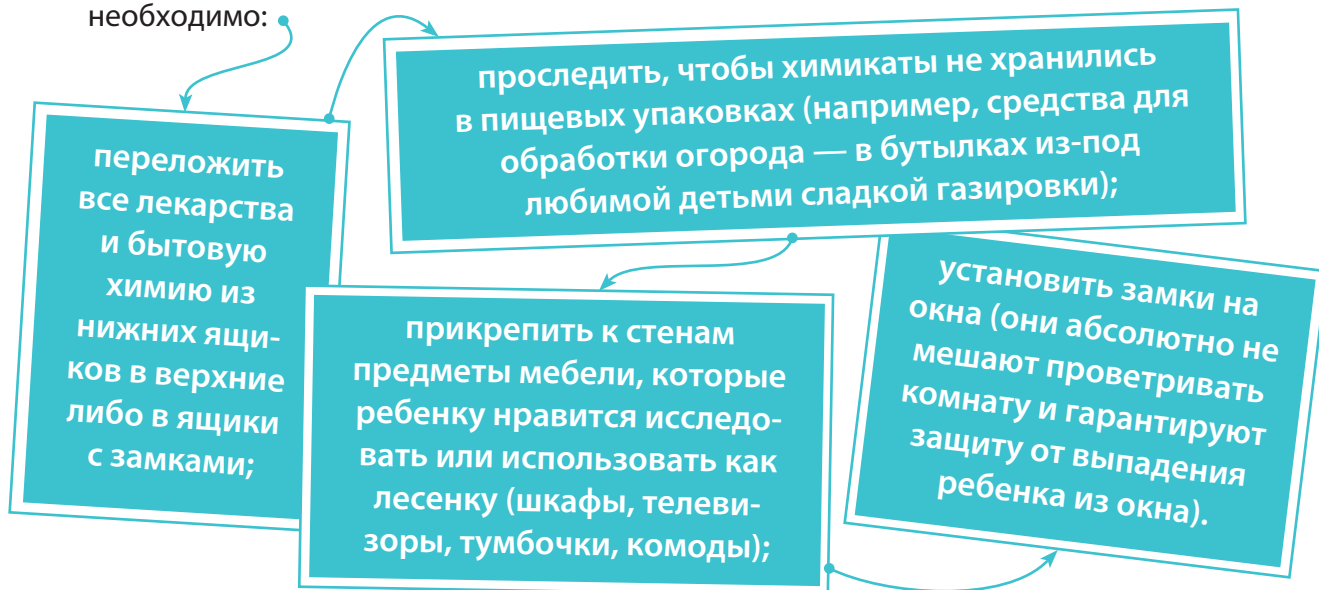 необходимо:
переложить
все лекарства
и бытовую
химию из
нижних ящи-
ков в верхние
либо в ящики
с замками;
проследить, чтобы химикаты не хранились
в пищевых упаковках (например, средства для
обработки огорода — в бутылках из-под
любимой детьми сладкой газировки);
прикрепить к стенам
предметы мебели, которые
ребенку нравится исследо-
вать или использовать как
лесенку (шкафы, телеви-
зоры, тумбочки, комоды);
установить замки на
окна (они абсолютно не
мешают проветривать
комнату и гарантируют
защиту от выпадения
ребенка из окна).